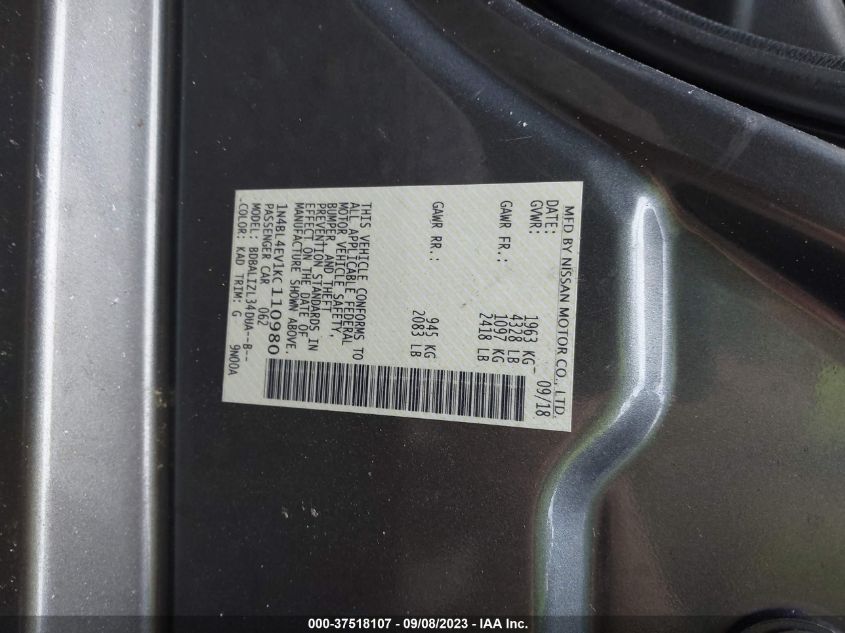 MFD BY NISSAN MOTOR CO., LTD.
DATE: 09/18
GVWR: 1963 KG
4328 LB
GAWR FR.: 1097 KG
2418 LB
GAWR RR.: 945 KG
2083 LB
THIS VEHICLE CONFORMS TO
ALL APPLICABLE FEDERAL
MOTOR VEHICLE SAFETY,
BUMPER, AND THEFT
PREVENTION STANDARDS IN
EFFECT ON THE DATE OF
MANUFACTURE SHOWN ABOVE.
1N4BL4EV1KC110980
PASSENGER CAR 062
MODEL: BDBALIZL34DUA--B--
COLOR: KAD TRIM: G 9N00A
000-37518107 - 09/08/2023 - IAA Inc.